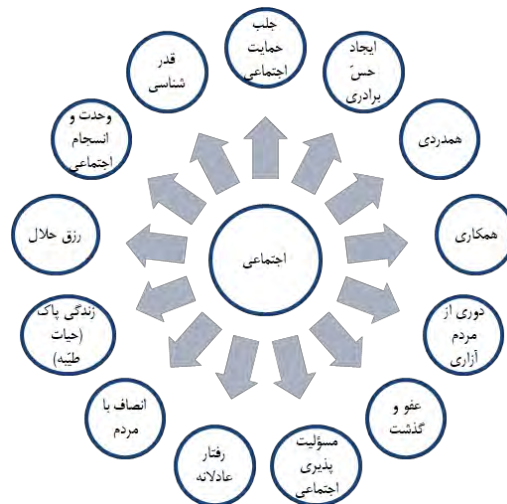 جلب
حمایت
اجتماعی
ایجاد
حسّ
برادری
همدردی
همکاری
دوری از
مردم
آزاری
عفو و
گذشت
مسؤلیت
پذیری
اجتماعی
رفتار
عادلانه
انصاف با
مردم
زندگی پاک
(حیات
طیّبه)
رزق حلال
وحدت و
انسجام
اجتماعی
قدر
شناسی
اجتماعی